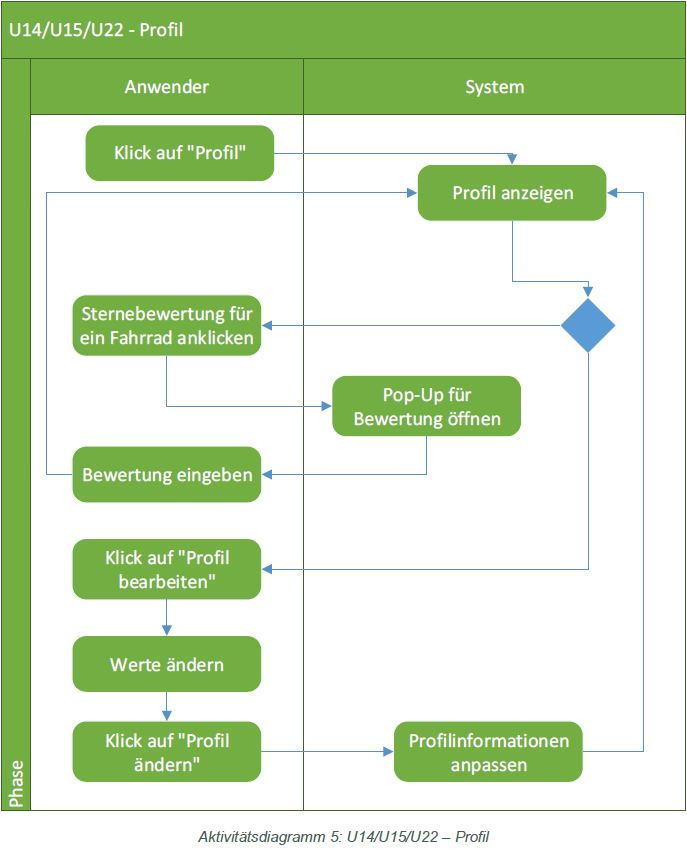 U14/U15/U22 - Profil
Anwender
System
Klick auf "Profil"
Profil anzeigen
Sternebewertung für
ein Fahrrad anklicken
Pop-Up für
Bewertung öffnen
Bewertung eingeben
Klick auf "Profil
bearbeiten"
Werte ändern
Klick auf "Profil
ändern"
Profilinformationen
anpassen
Phase
Aktivitätsdiagramm 5: U14/U15/U22 – Profil